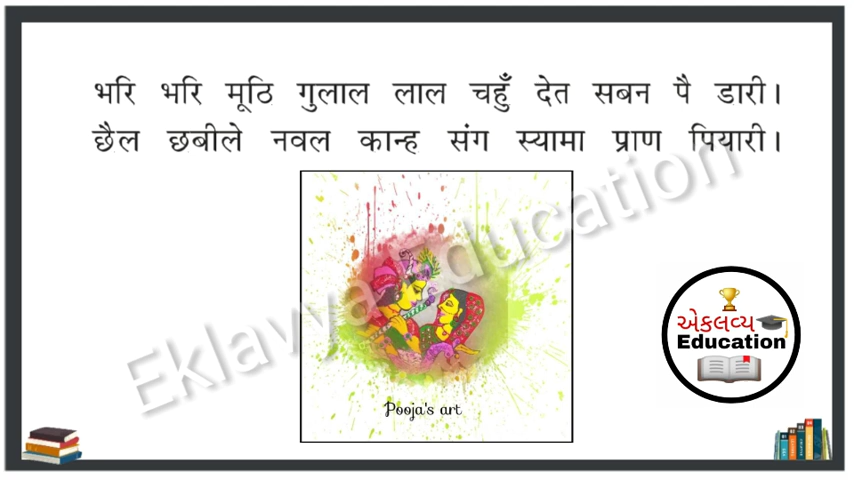 भरि भरि मूठि गुलाल लाल चहुँ देत सबन पै डारी।
छैल छबीले नवल कान्ह संग स्यामा प्राण पियारी।
Eklavya Education
Pooja's art
એકલવ્ય
Education